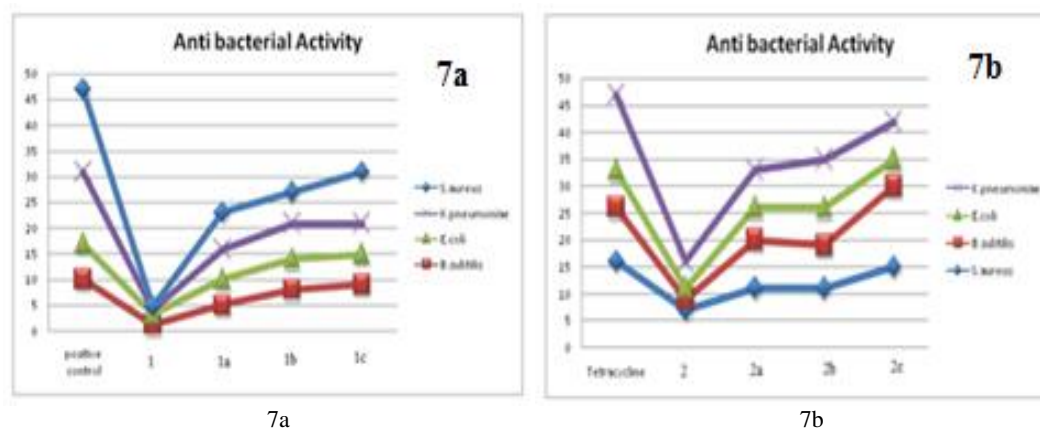 Anti bacterial Activity
7a
50
45
40
35
30
25
20
15
10
5
0
positive control
1
1a
1b
1c
S aureus
K pneumoniae
E coli
B subtilis
Anti bacterial Activity
7b
50
45
40
35
30
25
20
15
10
5
0
Tetracycline
2
2a
2b
2c
K pneumoniae
E coli
B subtilis
S aureus
7a
7b